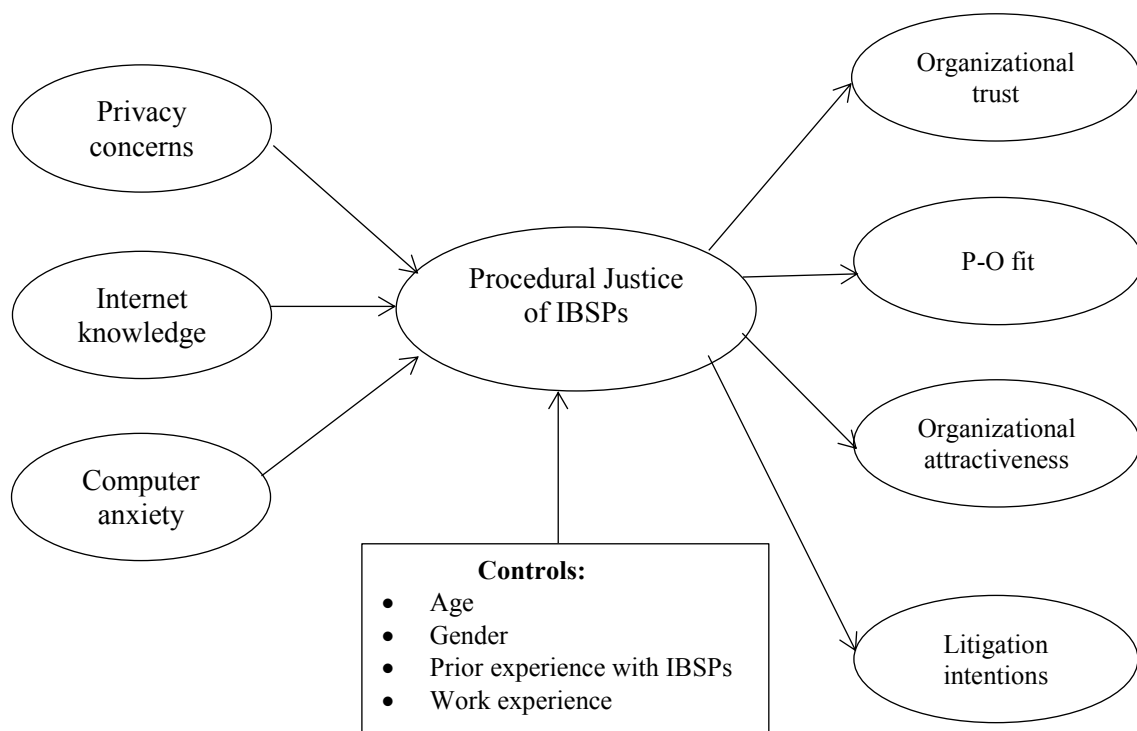 Privacy
concerns
Internet
knowledge
Computer
anxiety
Procedural Justice
of IBSPs
Controls:
• Age
• Gender
• Prior experience with IBSPs
• Work experience
Organizational
trust
P-O fit
Organizational
attractiveness
Litigation
intentions